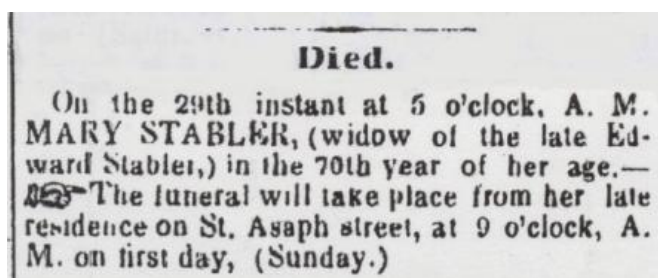 Died.
On the 29th instant at 5 o'clock, A. M.
MARY STABLER, (widow of the late Ed-
ward Stabler,) in the 70th year of her age.—
☞ The funeral will take place from her late
residence on St. Asaph street, at 9 o'clock, A.
M. on first day, (Sunday.)